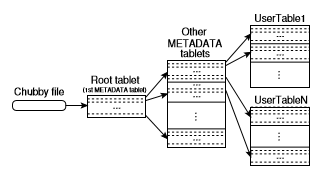 UserTable1
Other
METADATA
tablets
...
...
⋮
Root tablet
(1st METADATA tablet)
...
Chubby file
...
...
⋮
UserTableN
...
⋮
...